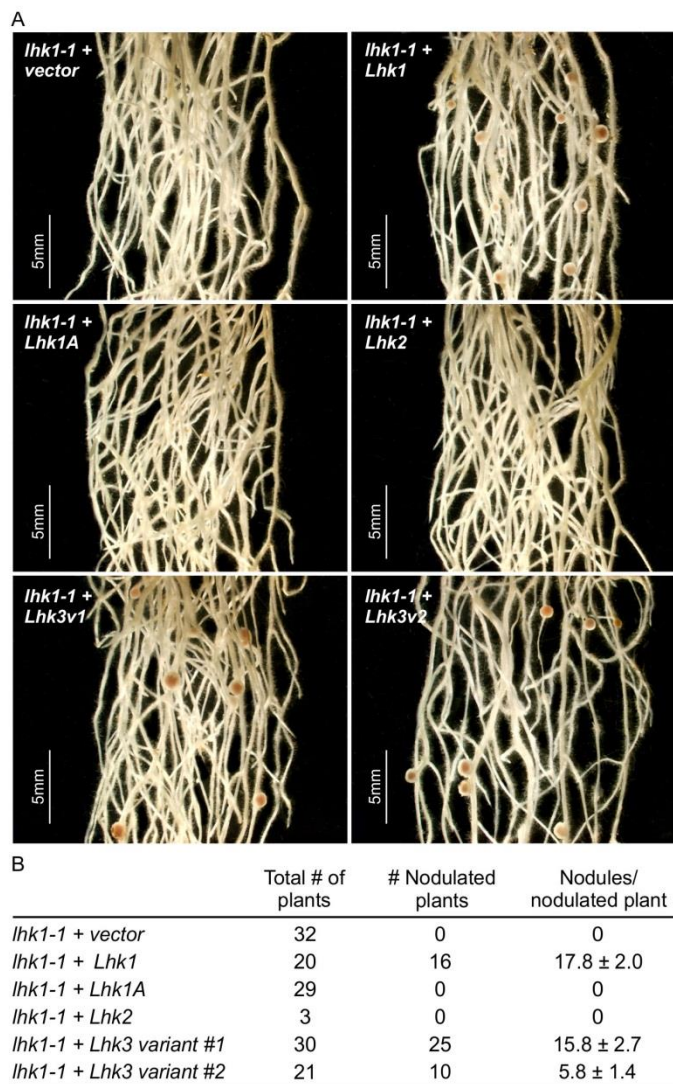 A
lhk1-1 +
vector
lhk1-1 +
Lhk1
5mm
5mm
lhk1-1 +
Lhk1A
lhk1-1 +
Lhk2
5mm
5mm
lhk1-1 +
Lhk3v1
lhk1-1 +
Lhk3v2
5mm
5mm
B
Total # of plants # Nodulated plants Nodules/ nodulated plant
lhk1-1 + vector 32 0 0
lhk1-1 + Lhk1 20 16 17.8 ± 2.0
lhk1-1 + Lhk1A 29 0 0
lhk1-1 + Lhk2 3 0 0
lhk1-1 + Lhk3 variant #1 30 25 15.8 ± 2.7
lhk1-1 + Lhk3 variant #2 21 10 5.8 ± 1.4